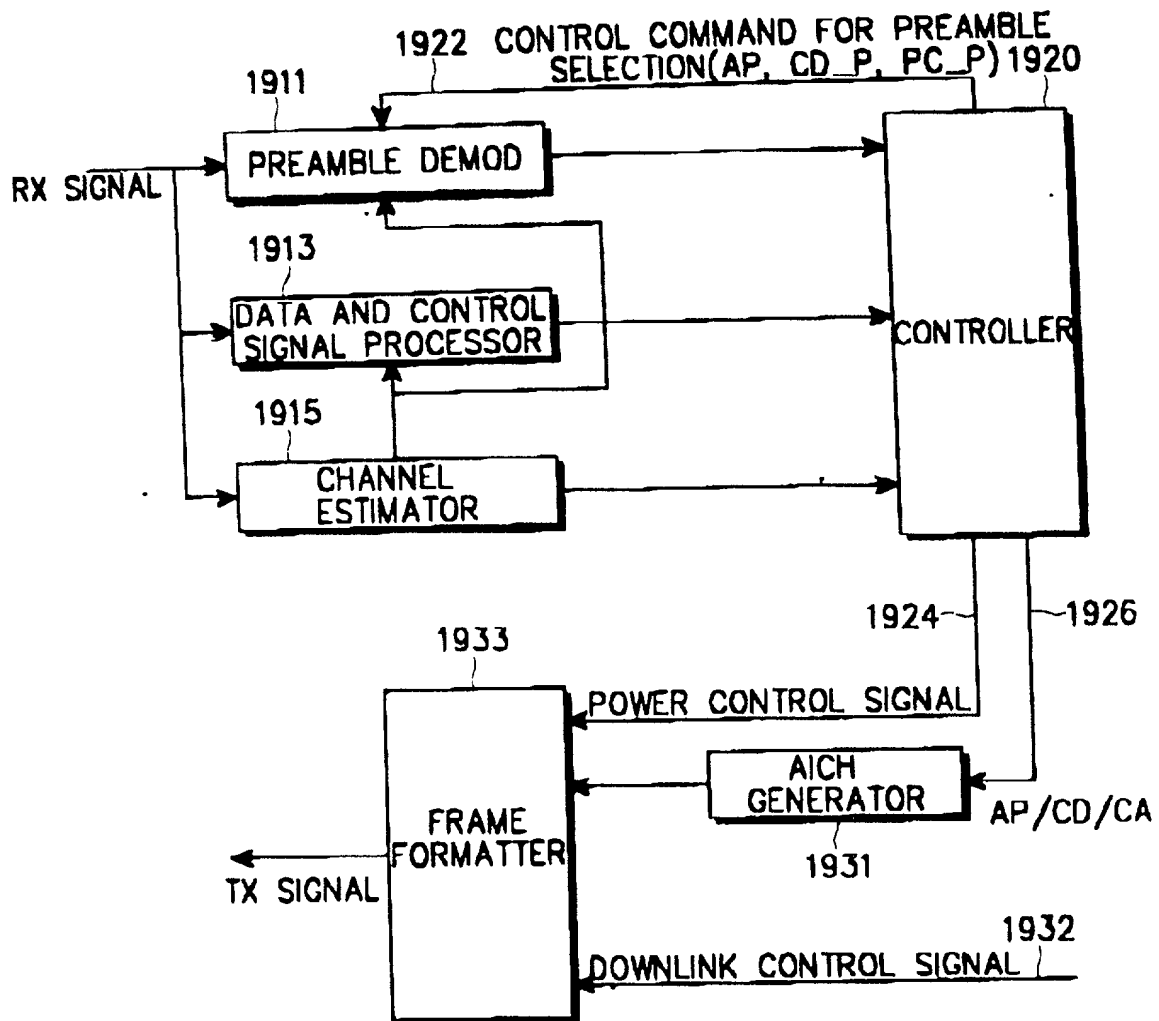 1922 CONTROL COMMAND FOR PREAMBLE
SELECTION(AP, CD_P, PC_P) 1920
1911
PREAMBLE DEMOD
RX SIGNAL
1913
DATA AND CONTROL
SIGNAL PROCESSOR
CONTROLLER
1915
CHANNEL
ESTIMATOR
1924
1926
1933
POWER CONTROL SIGNAL
AICH
GENERATOR
AP/CD/CA
FRAME
FORMATTER
1931
TX SIGNAL
1932
DOWNLINK CONTROL SIGNAL